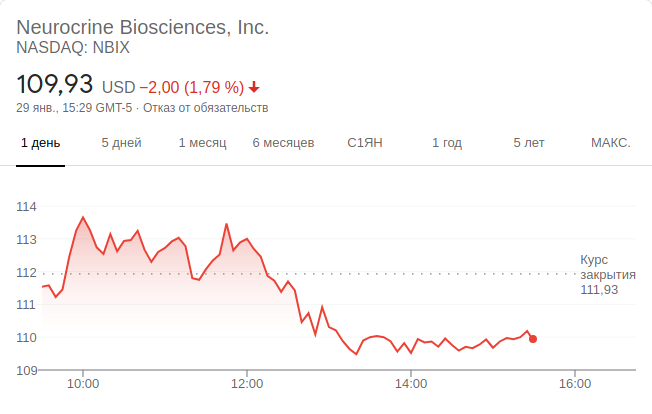 Neurocrine Biosciences, Inc.
NASDAQ: NBIX
109,93 USD −2,00 (1,79 %)
29 янв., 15:29 GMT-5 · Отказ от обязательств
1 день 5 дней 1 месяц 6 месяцев С1ЯН 1 год 5 лет МАКС.
114
113
112
111
110
109
Курс
закрытия
111,93
10:00 12:00 14:00 16:00